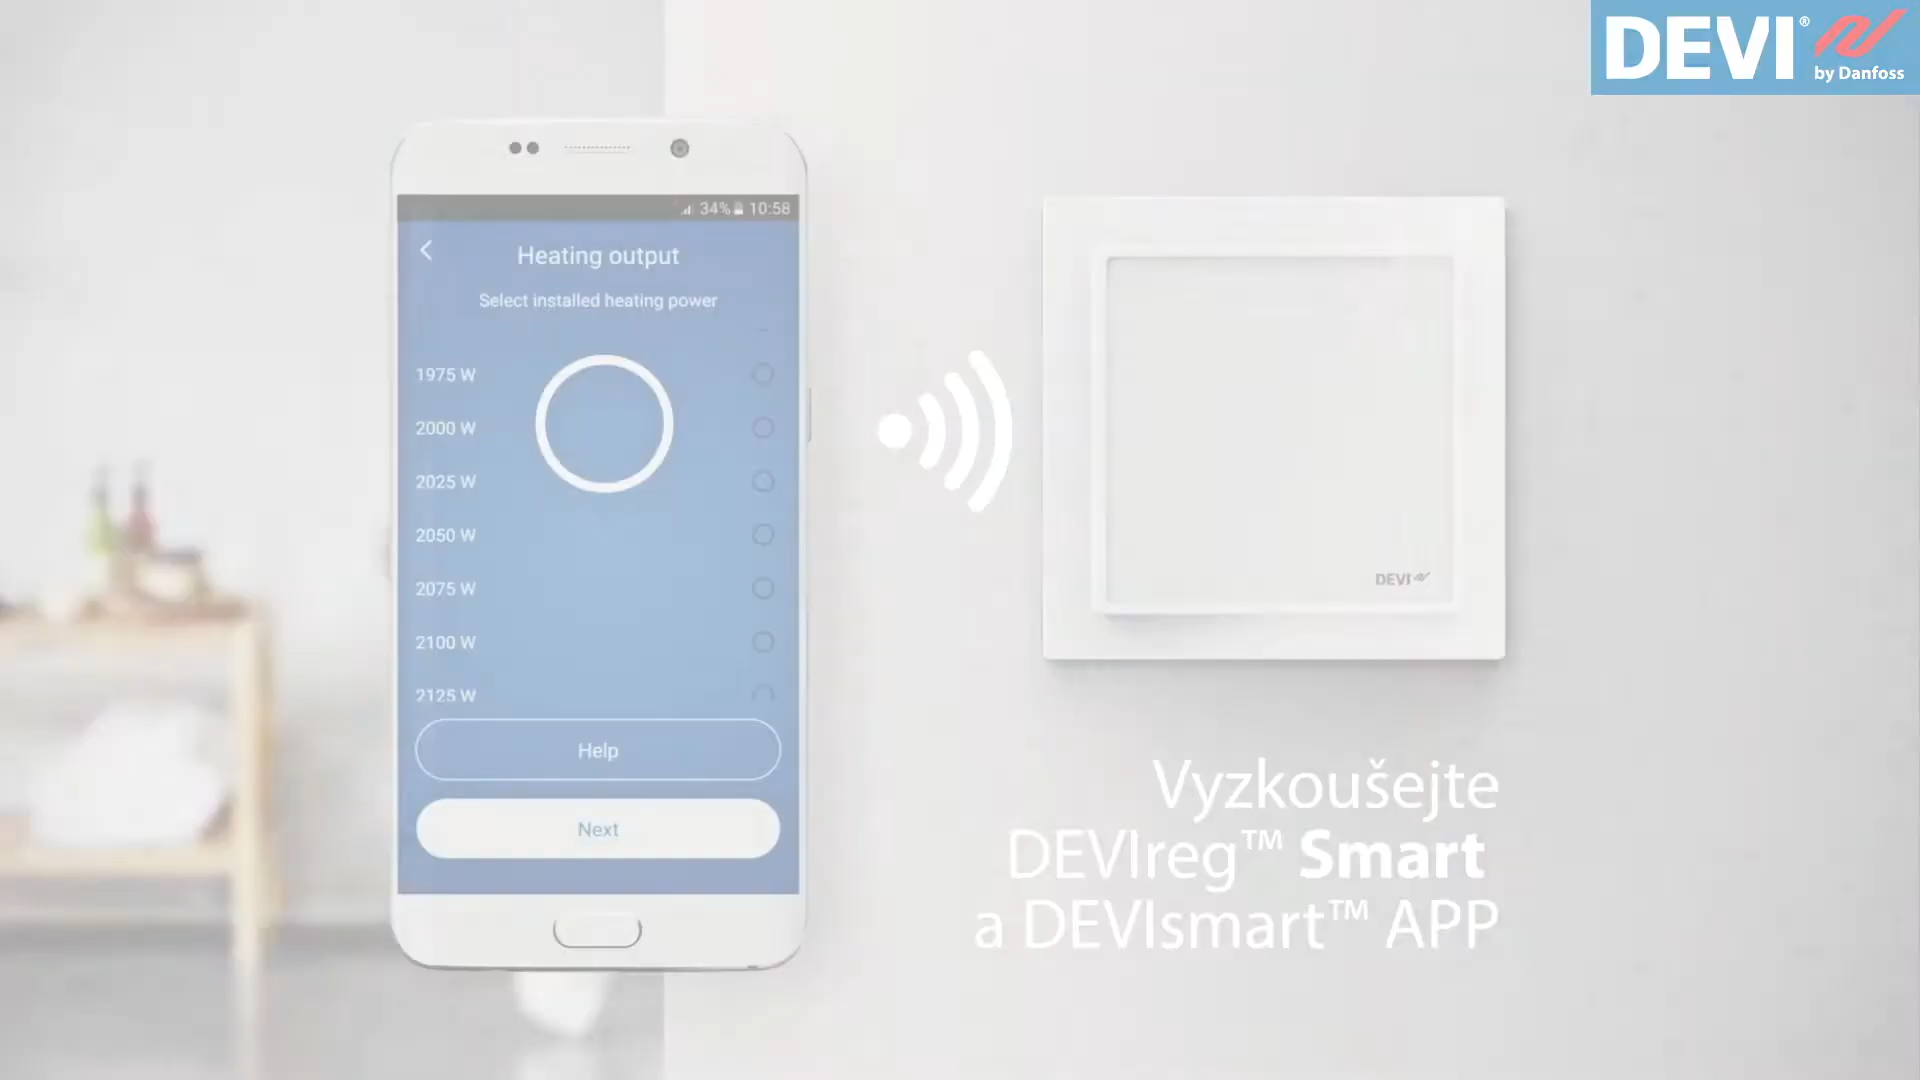 DEVI®
by Danfoss
34% 10:58
Heating output
Select installed heating power
1975 W
2000 W
2025 W
2050 W
2075 W
2100 W
2125 W
Help
Next
DEVI
Vyzkoušejte
DEVIreg™ Smart
a DEVIsmart™ APP